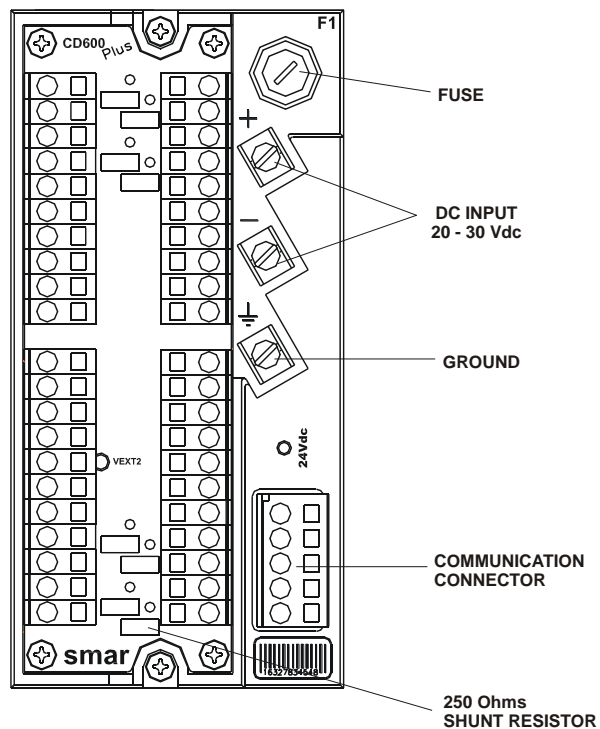 F1
CD600
Plus
FUSE
+
DC INPUT
20 - 30 Vdc
−
GROUND
24Vdc
VEXT2
COMMUNICATION
CONNECTOR
smar
16327834648
250 Ohms
SHUNT RESISTOR